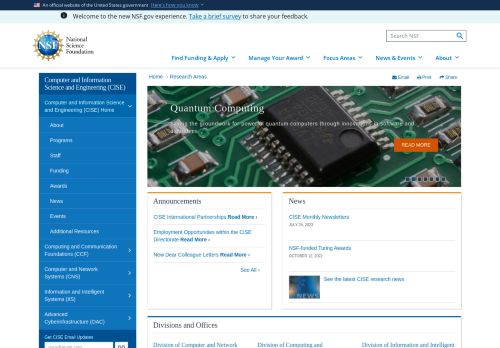 An official website of the United States government Here's how you know
Welcome to the new NSF.gov experience. Take a brief survey to share your feedback.
NSF
National
Science
Foundation
Search NSF
Find Funding & Apply
Manage Your Award
Focus Areas
News & Events
About
Computer and Information
Science and Engineering (CISE)
Computer and Information Science
and Engineering (CISE) Home
About
Programs
Staff
Funding
Awards
News
Events
Additional Resources
Computing and Communication
Foundations (CCF)
Computer and Network
Systems (CNS)
Information and Intelligent
Systems (IIS)
Advanced
Cyberinfrastructure (OAC)
Get CISE Email Updates
GO
Home › Research Areas
Email
Print
Share
Quantum Computing
the groundwork for powerful quantum computers through innovations in software and
READ MORE
Announcements
CISE International Partnerships Read More ›
Employment Opportunities within the CISE
Directorate Read More ›
New Dear Colleague Letters Read More ›
See All ›
News
CISE Monthly Newsletters
NSF-funded Turing Awards
OCTOBER 12, 2022
NEWS
See the latest CISE research news
Divisions and Offices
Division of Computer and Network
Division of Computing and
Division of Information and Intelligent